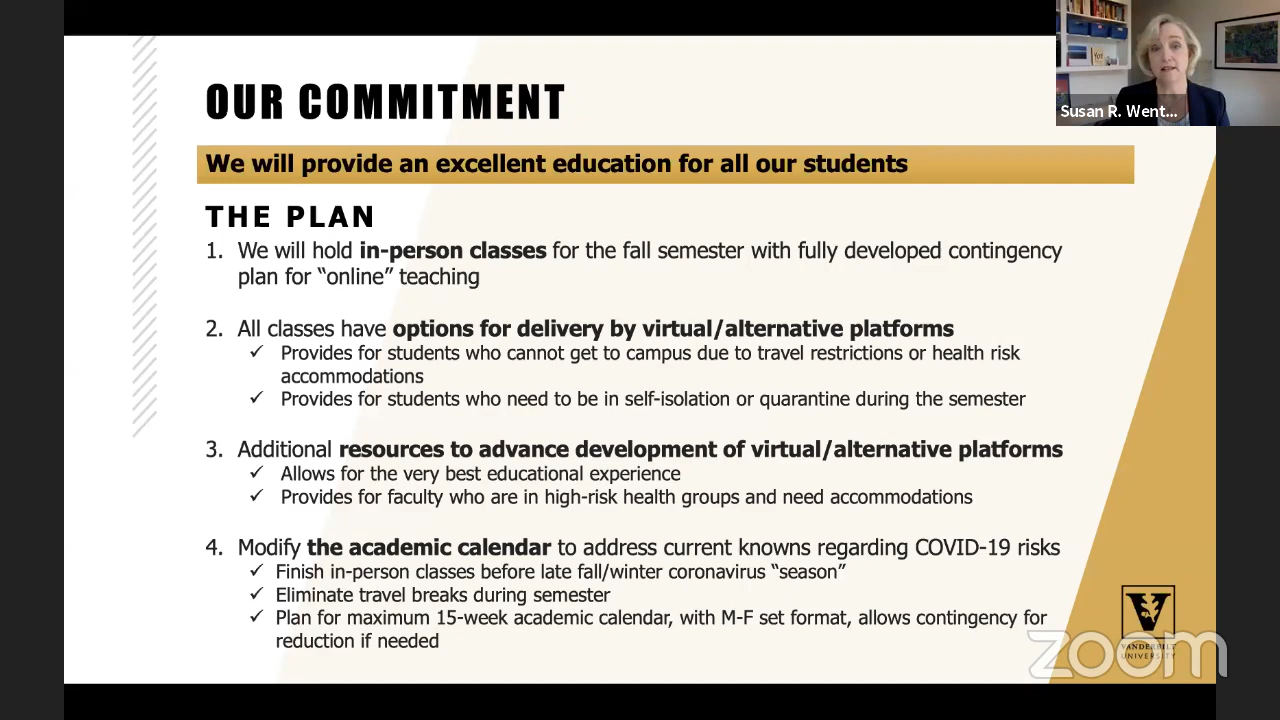 OUR COMMITMENT
Susan R. Went...
We will provide an excellent education for all our students
THE PLAN
1. We will hold in-person classes for the fall semester with fully developed contingency
plan for “online” teaching
2. All classes have options for delivery by virtual/alternative platforms
✓ Provides for students who cannot get to campus due to travel restrictions or health risk
accommodations
✓ Provides for students who need to be in self-isolation or quarantine during the semester
3. Additional resources to advance development of virtual/alternative platforms
✓ Allows for the very best educational experience
✓ Provides for faculty who are in high-risk health groups and need accommodations
4. Modify the academic calendar to address current knowns regarding COVID-19 risks
✓ Finish in-person classes before late fall/winter coronavirus “season”
✓ Eliminate travel breaks during semester
✓ Plan for maximum 15-week academic calendar, with M-F set format, allows contingency for
reduction if needed
V
VANDERBILT
UNIVERSITY
zoom